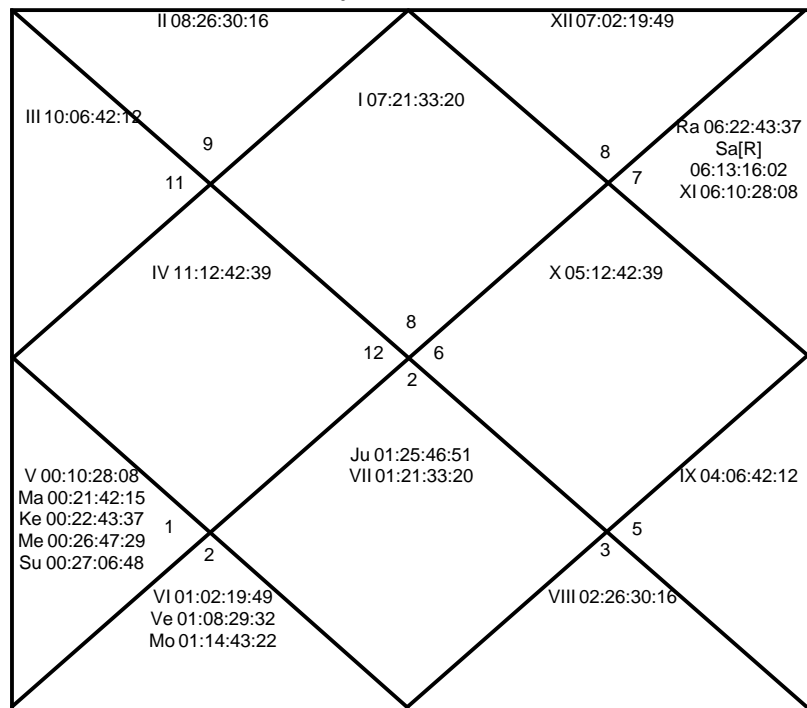 II 08:26:30:16
XII 07:02:19:49
I 07:21:33:20
III 10:06:42:12
Ra 06:22:43:37
Sa[R]
06:13:16:02
XI 06:10:28:08
9
8
11
7
IV 11:12:42:39
X 05:12:42:39
8
12
6
2
Ju 01:25:46:51
VII 01:21:33:20
V 00:10:28:08
Ma 00:21:42:15
Ke 00:22:43:37
Me 00:26:47:29
Su 00:27:06:48
IX 04:06:42:12
1
5
2
3
VI 01:02:19:49
Ve 01:08:29:32
Mo 01:14:43:22
VIII 02:26:30:16